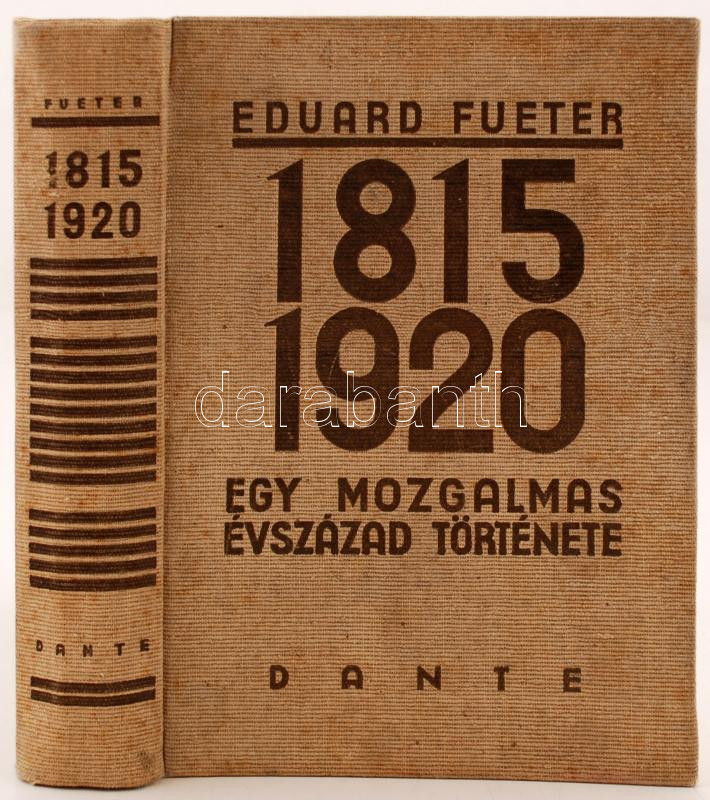 FUETER
1815
1920
DANTE
EDUARD FUETER
1815
1920
EGY MOZGALMAS
ÉVSZÁZAD TÖRTÉNETE
DANTE
darabanth